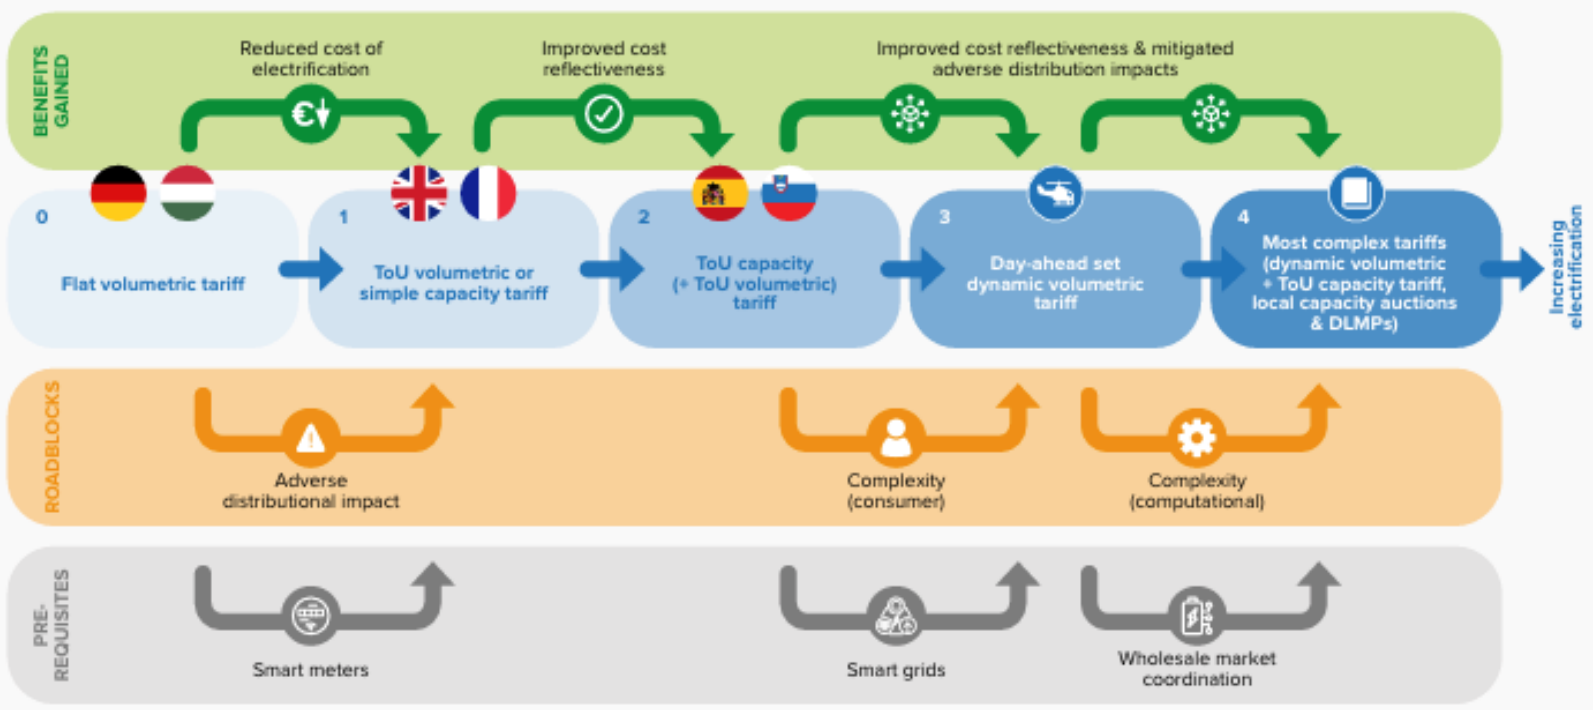 BENEFITS
GAINED
Reduced cost of
electrification
Improved cost
reflectiveness
Improved cost reflectiveness & mitigated
adverse distribution impacts
0
Flat volumetric tariff
1
ToU volumetric or
simple capacity tariff
2
ToU capacity
(+ ToU volumetric)
tariff
3
Day-ahead set
dynamic volumetric
tariff
4
Most complex tariffs
(dynamic volumetric
+ ToU capacity tariff,
local capacity auctions
& DLMPs)
Increasing
electrification
ROADBLOCKS
Adverse
distributional impact
Complexity
(consumer)
Complexity
(computational)
PRE-
REQUISITES
Smart meters
Smart grids
Wholesale market
coordination